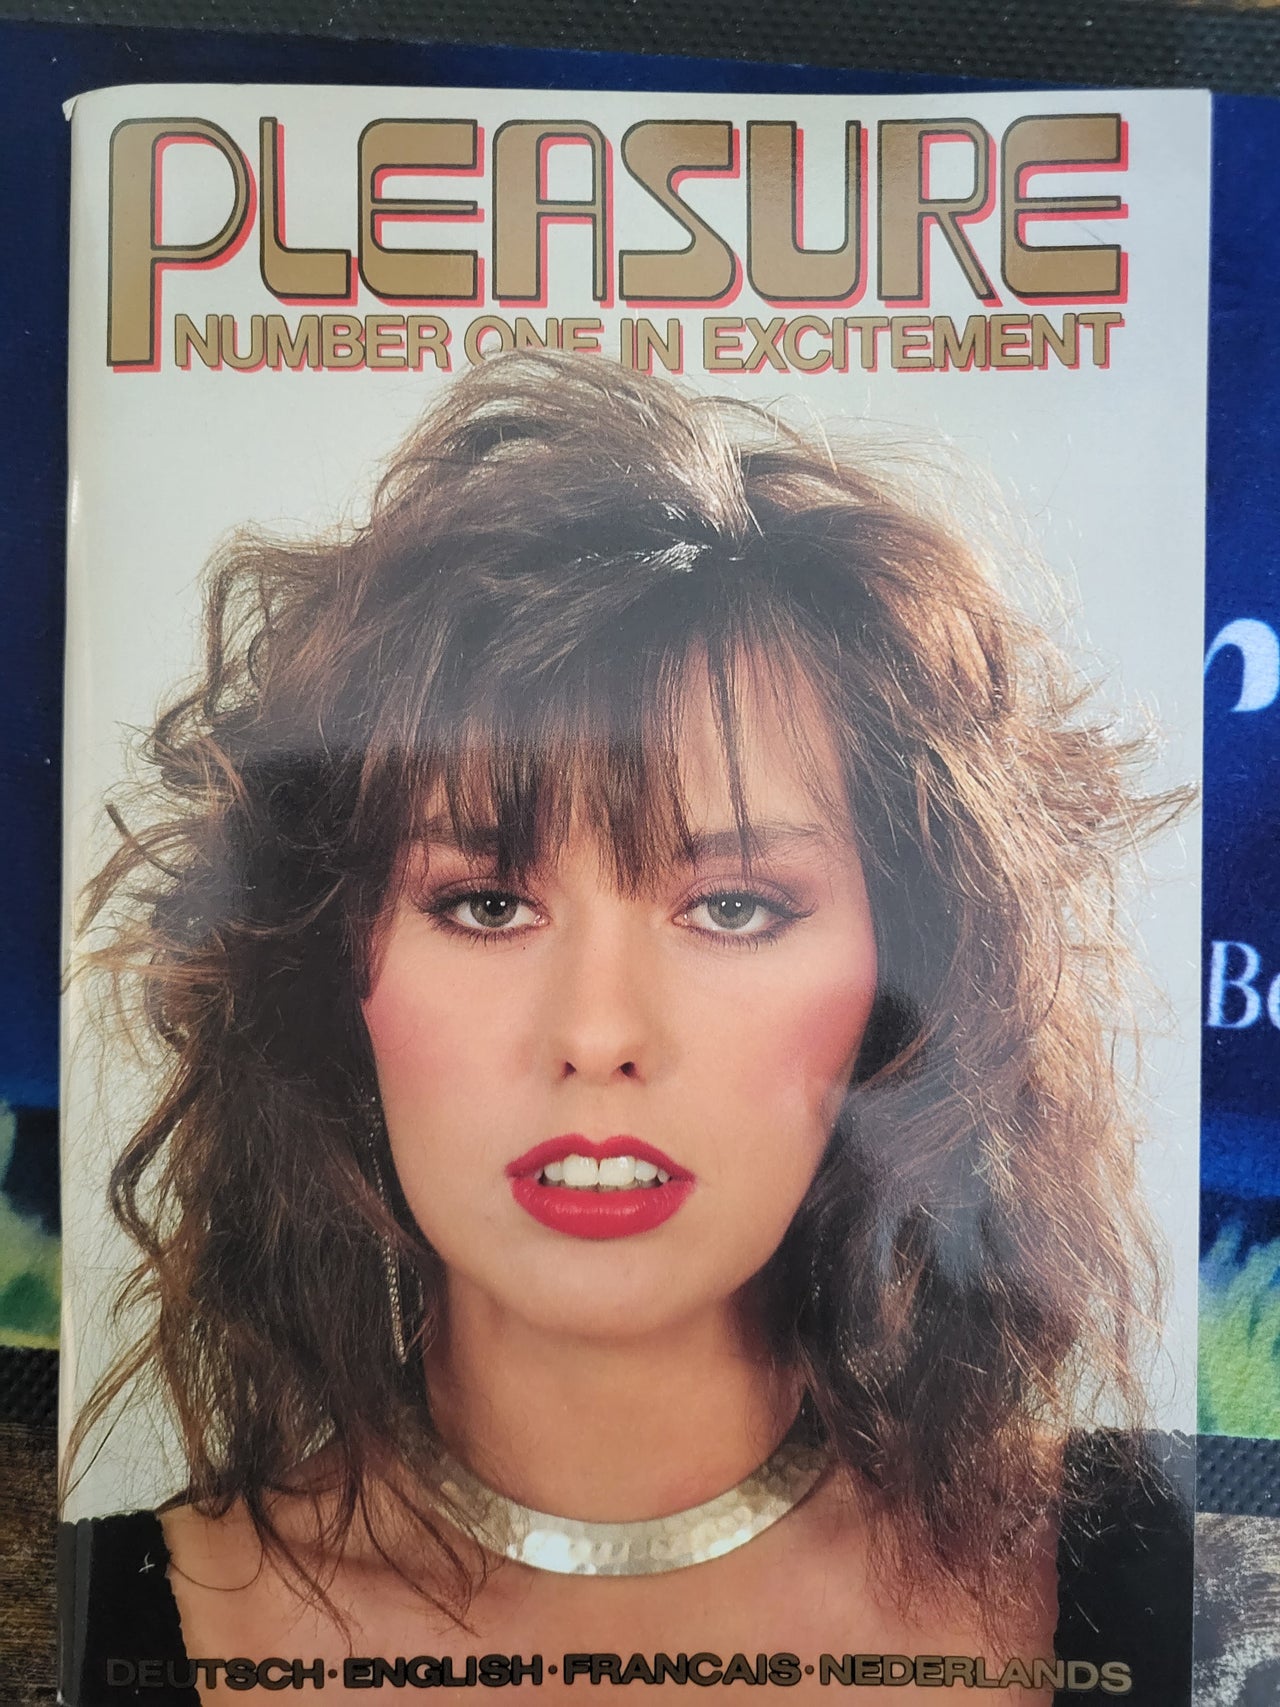 PLEASURE
NUMBER ONE IN EXCITEMENT
DEUTSCH·ENGLISH·FRANCAIS·NEDERLANDS